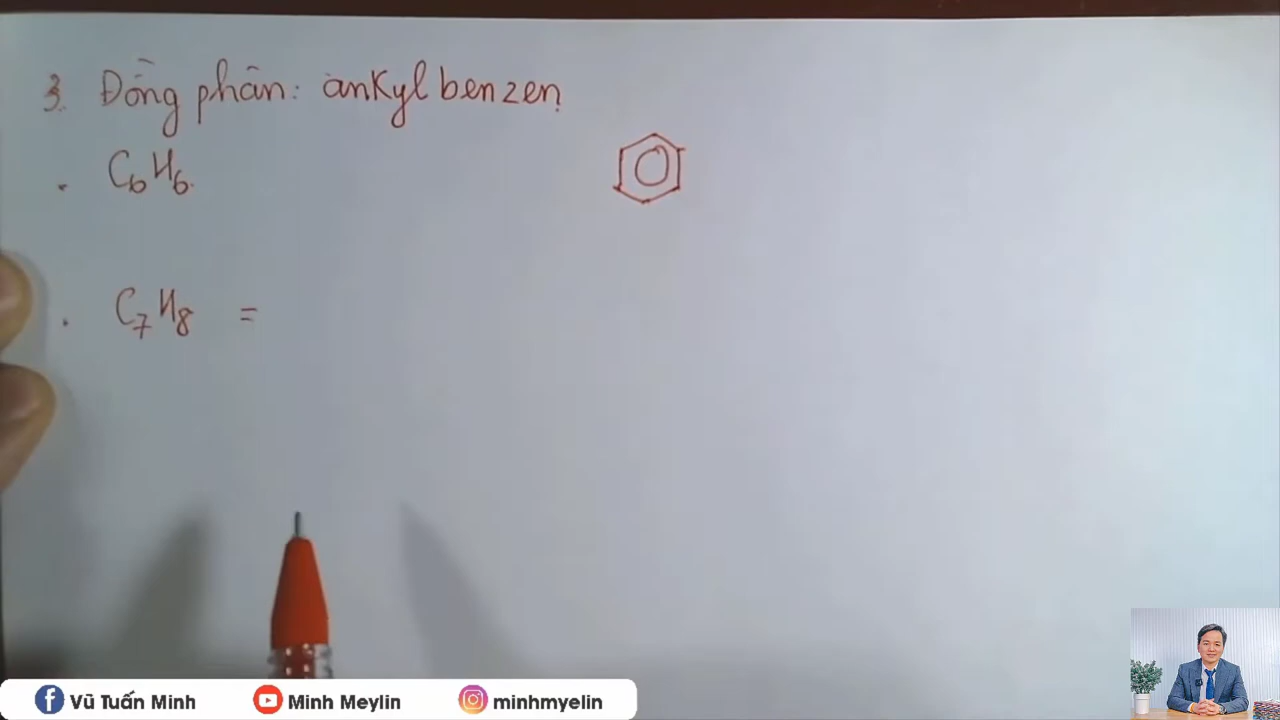 3. Đồng phân: ankyl benzen
. C6H6.
. C7H8 =
Vũ Tuấn Minh Minh Meylin minhmyelin